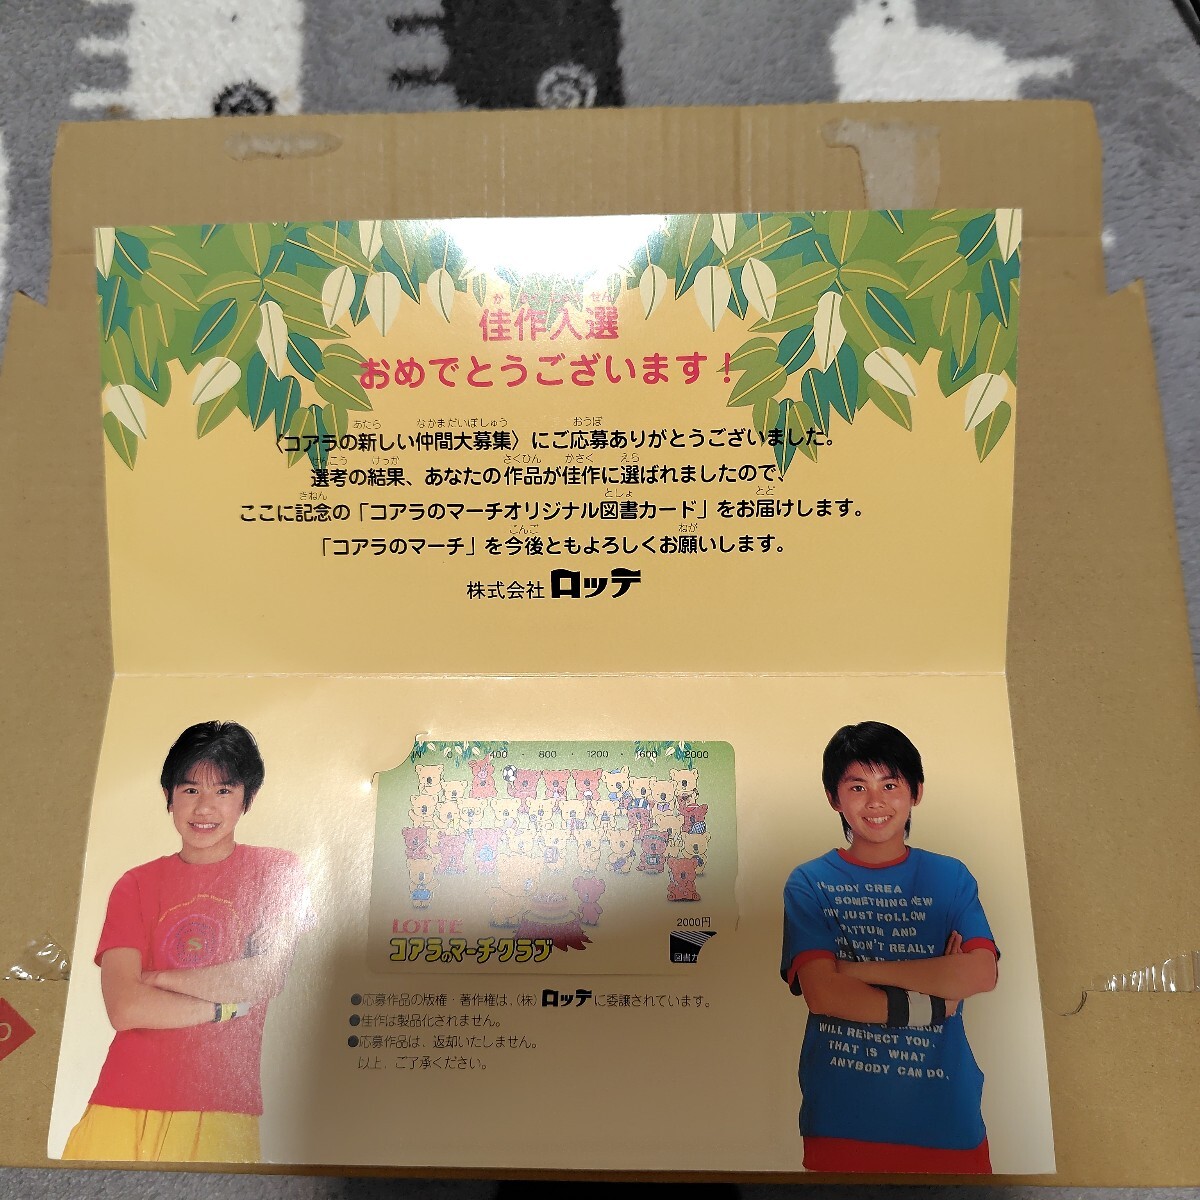 佳作入選
おめでとうございます！
〈コアラの新しい仲間大募集〉にご応募ありがとうございました。
選考の結果、あなたの作品が佳作に選ばれましたので、
ここに記念の「コアラのマーチオリジナル図書カード」をお届けします。
「コアラのマーチ」を今後ともよろしくお願いします。
株式会社ロッテ
0 ・ 400 ・ 800 ・ 1200 ・ 1600 ・ 2000
LOTTE
コアラのマーチクラブ
2000円
図書カ
●応募作品の版権・著作権は、(株)ロッテに委譲されています。
●佳作は製品化されません。
●応募作品は、返却いたしません。
以上、ご了承ください。
BODY CREA
SOMETHING NEW
JUST FOLLOW
ATTUM AND
DON'T REALLY
WILL RESPECT YOU.
THAT IS WHAT
ANYBODY CAN DO.